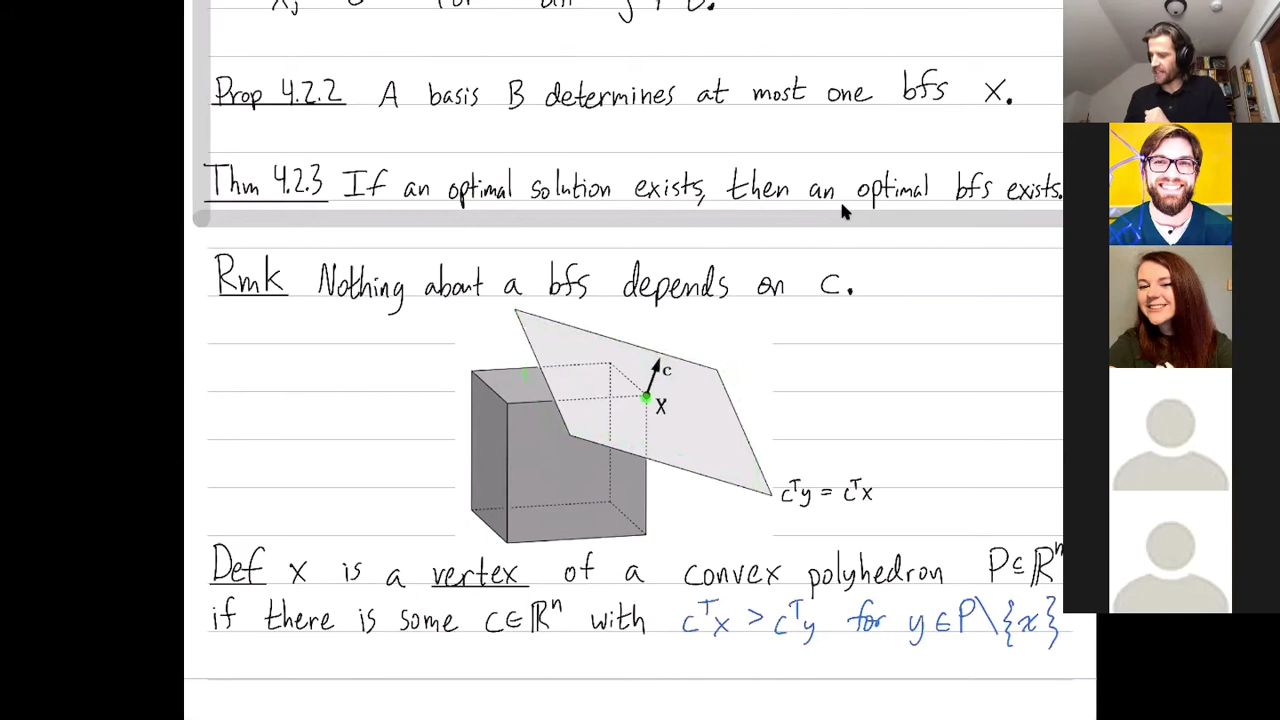 Prop 4.2.2 A basis B determines at most one bfs x.
Thm 4.2.3 If an optimal solution exists, then an optimal bfs exists.
Rmk Nothing about a bfs depends on c.
c
x
cᵀy = cᵀx
Def x is a vertex of a convex polyhedron P⊆ℝⁿ
if there is some c∈ℝⁿ with cᵀx > cᵀy for y∈P\{x}